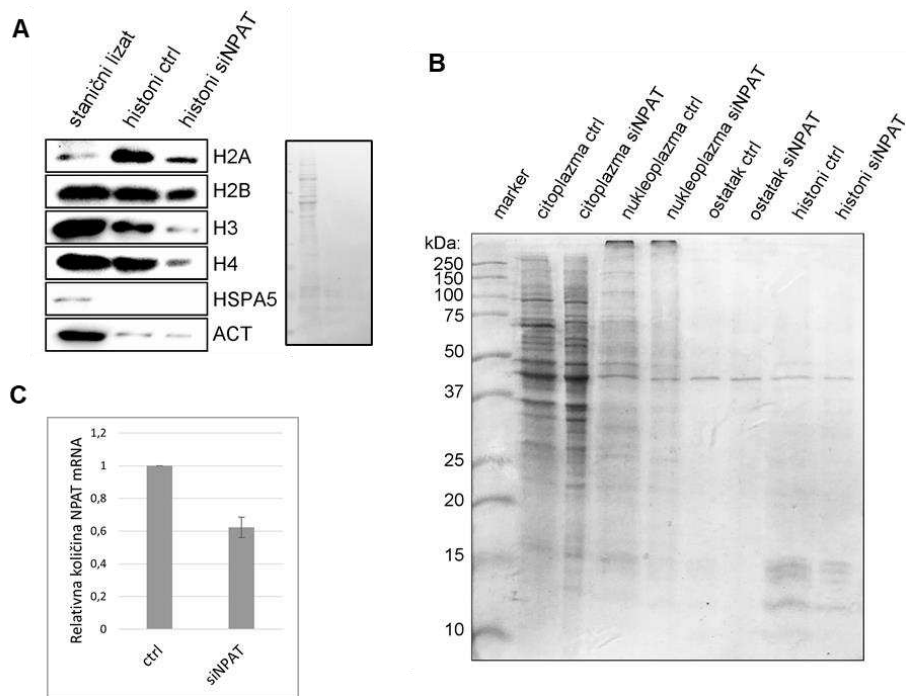 A
stanični lizat
histoni ctrl
histoni siNPAT
H2A
H2B
H3
H4
HSPA5
ACT
B
marker
citoplazma ctrl
citoplazma siNPAT
nukleoplazma ctrl
nukleoplazma siNPAT
ostatak ctrl
ostatak siNPAT
histoni ctrl
histoni siNPAT
kDa:
250
150
100
75
50
37
25
20
15
10
C
Relativna količina NPAT mRNA
1,2
1
0,8
0,6
0,4
0,2
0
ctrl
siNPAT